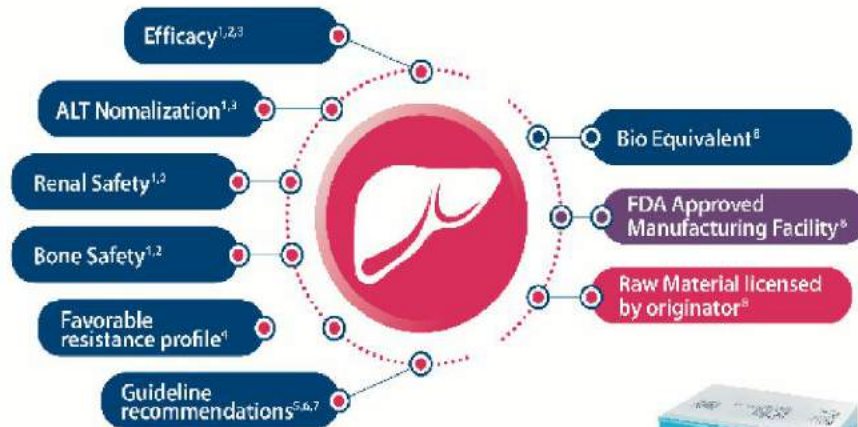 Efficacy1,2,3
ALT Nomalization1,3
Renal Safety1,2
Bone Safety1,2
Favorable
resistance profile4
Guideline
recommendations5,6,7
Bio Equivalent8
FDA Approved
Manufacturing Facility8
Raw Material licensed
by originator8